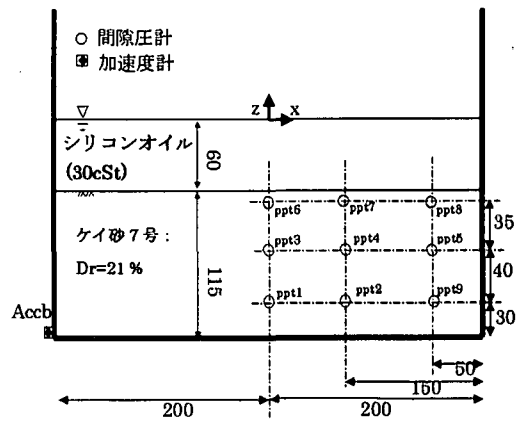 間隙圧計
加速度計
z
x
シリコンオイル
(30cSt)
60
ppt6
ppt7
ppt8
35
ケイ砂7号:
ppt3
ppt4
ppt5
Dr=21 %
115
40
ppt1
ppt2
ppt9
Accb
30
50
150
200
200